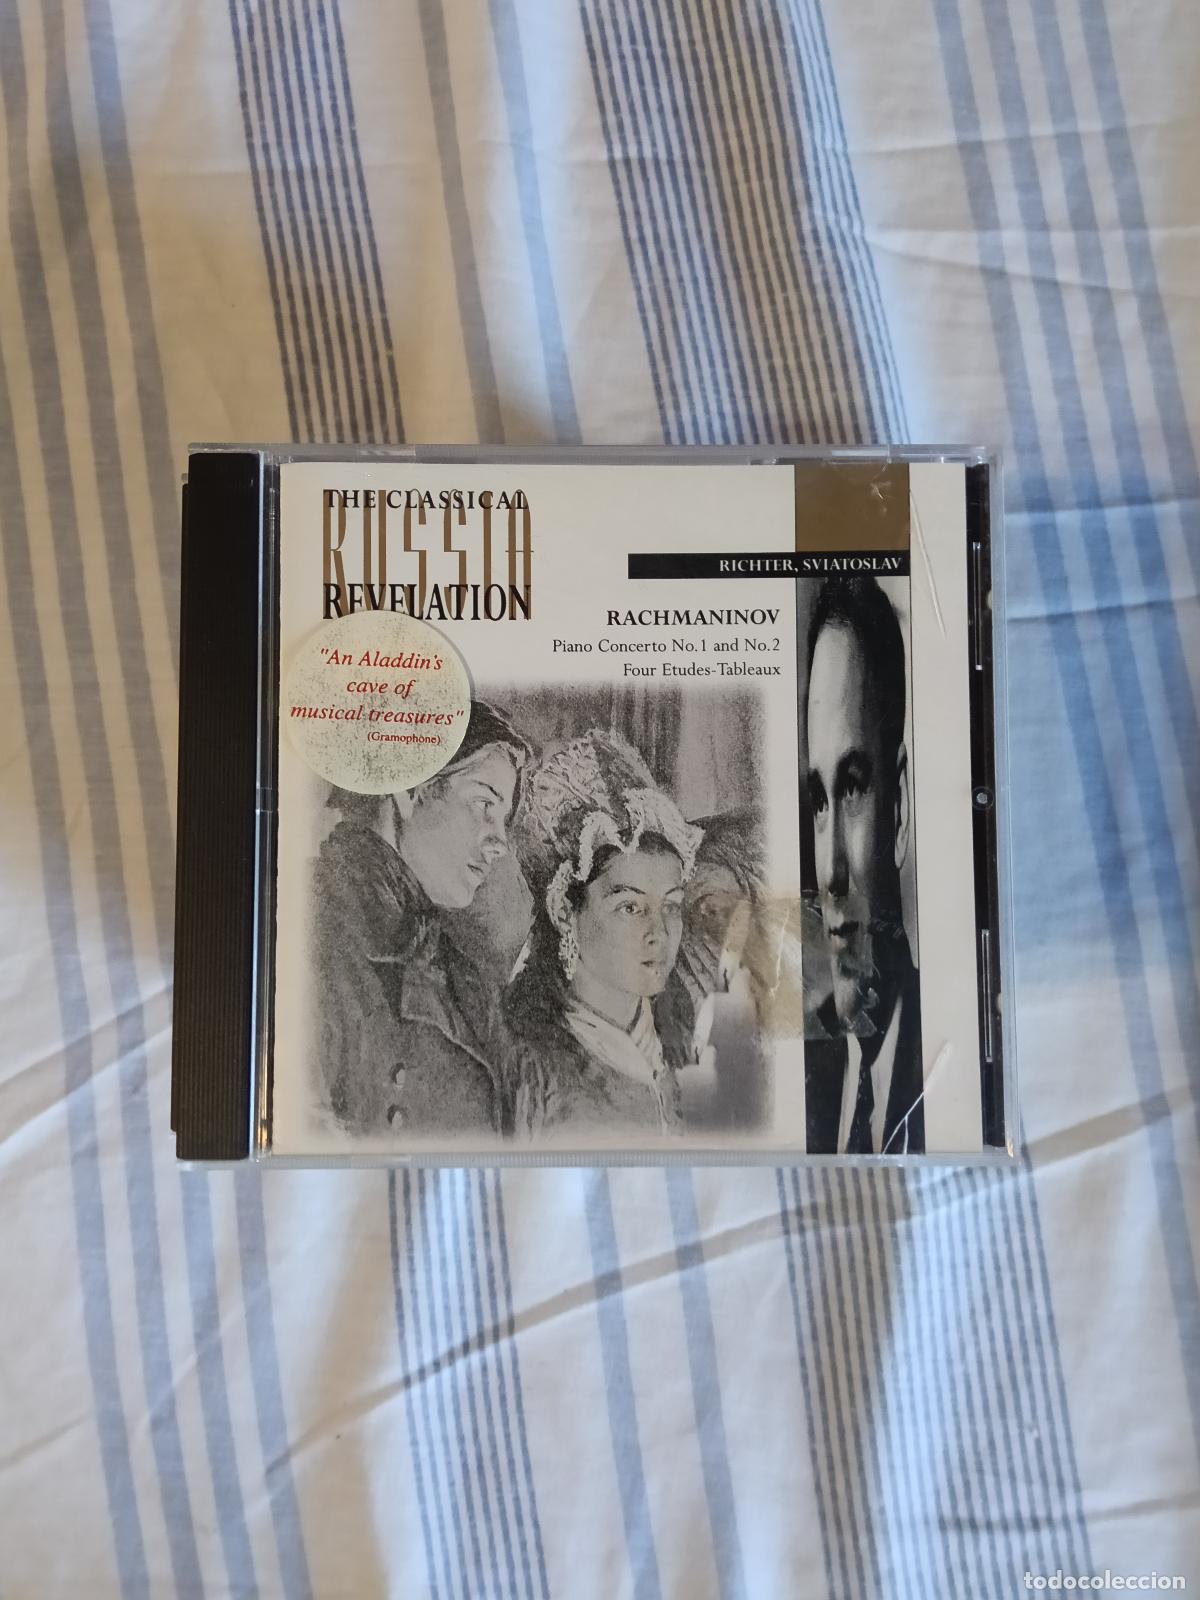 THE CLASSICAL
RUSSIA
REVELATION
"An Aladdin's
cave of
musical treasures"
(Gramophone)
RICHTER, SVIATOSLAV
RACHMANINOV
Piano Concerto No.1 and No.2
Four Etudes-Tableaux
todocoleccion